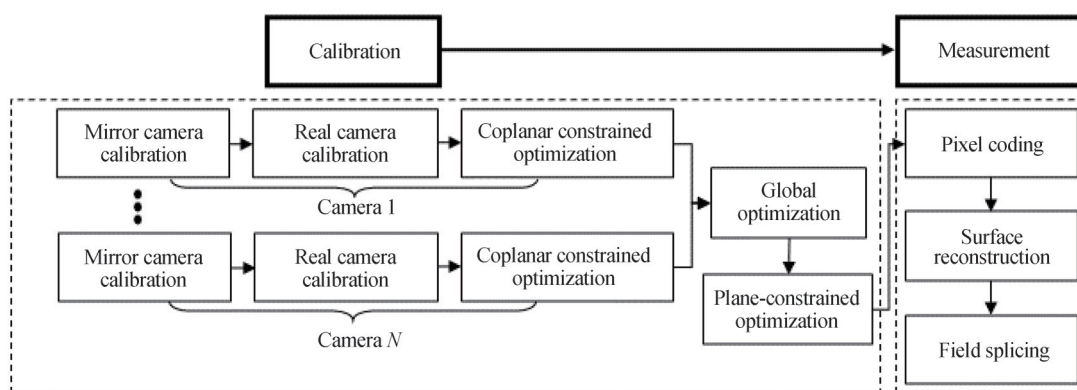 Calibration
Measurement
Mirror camera
calibration
Real camera
calibration
Coplanar constrained
optimization
Camera 1
Mirror camera
calibration
Real camera
calibration
Coplanar constrained
optimization
Camera N
Global
optimization
Plane-constrained
optimization
Pixel coding
Surface
reconstruction
Field splicing